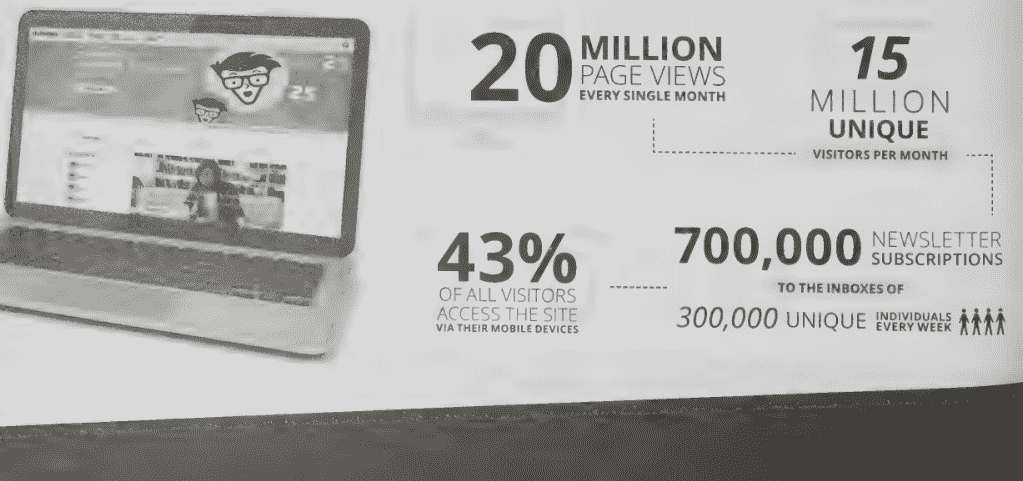 20 MILLION
PAGE VIEWS
EVERY SINGLE MONTH
15
MILLION
UNIQUE
VISITORS PER MONTH
43%
OF ALL VISITORS
ACCESS THE SITE
VIA THEIR MOBILE DEVICES
700,000 NEWSLETTER
SUBSCRIPTIONS
TO THE INBOXES OF
300,000 UNIQUE INDIVIDUALS
EVERY WEEK
25